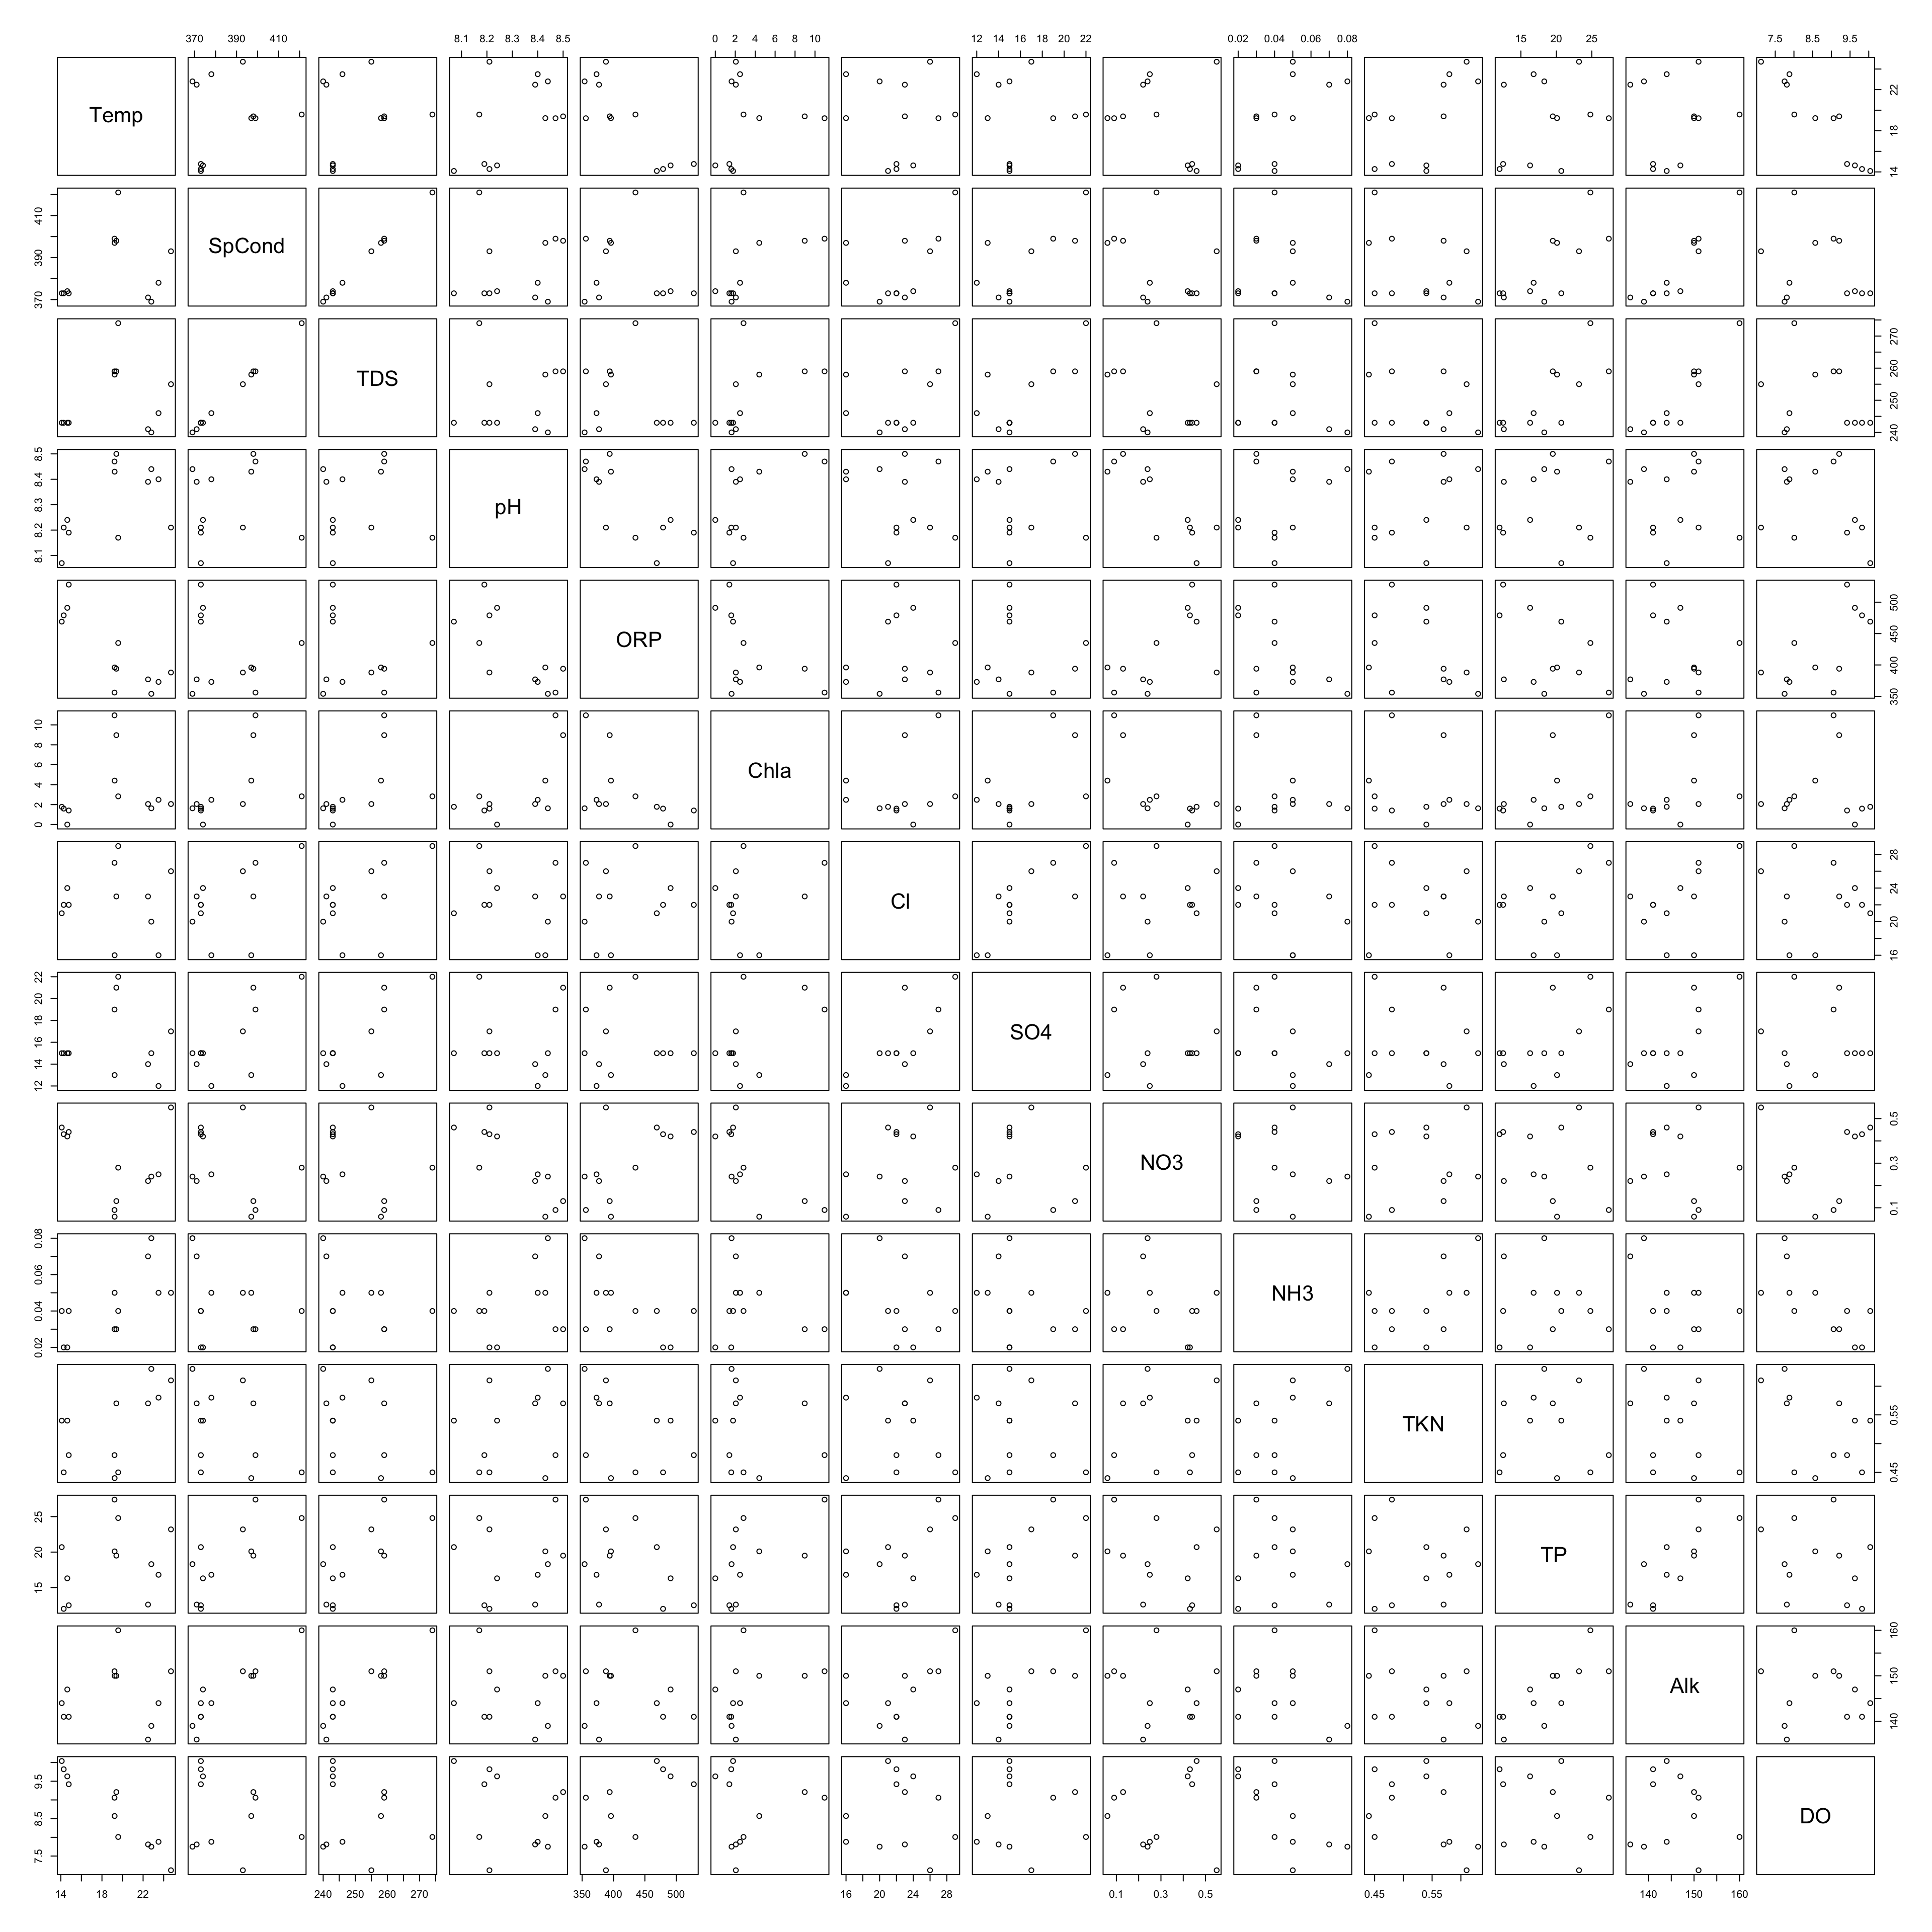 370 390 410 8.1 8.2 8.3 8.4 8.5 0 2 4 6 8 10 12 14 16 18 20 22 0.02 0.04 0.06 0.08 15 20 25 7.5 8.5 9.5
Temp 14 18 22
370 390 410 SpCond
TDS 240 250 260 270
8.1 8.2 8.3 8.4 8.5 pH
ORP 350 400 450 500
0 2 4 6 8 10 Chla
Cl 16 20 24 28
12 14 16 18 20 22 SO4
NO3 0.1 0.3 0.5
0.02 0.04 0.06 0.08 NH3
TKN 0.45 0.55
15 20 25 TP
Alk 140 150 160
7.5 8.5 9.5 DO
14 18 22 240 250 260 270 350 400 450 500 16 20 24 28 0.1 0.3 0.5 0.45 0.55 140 150 160